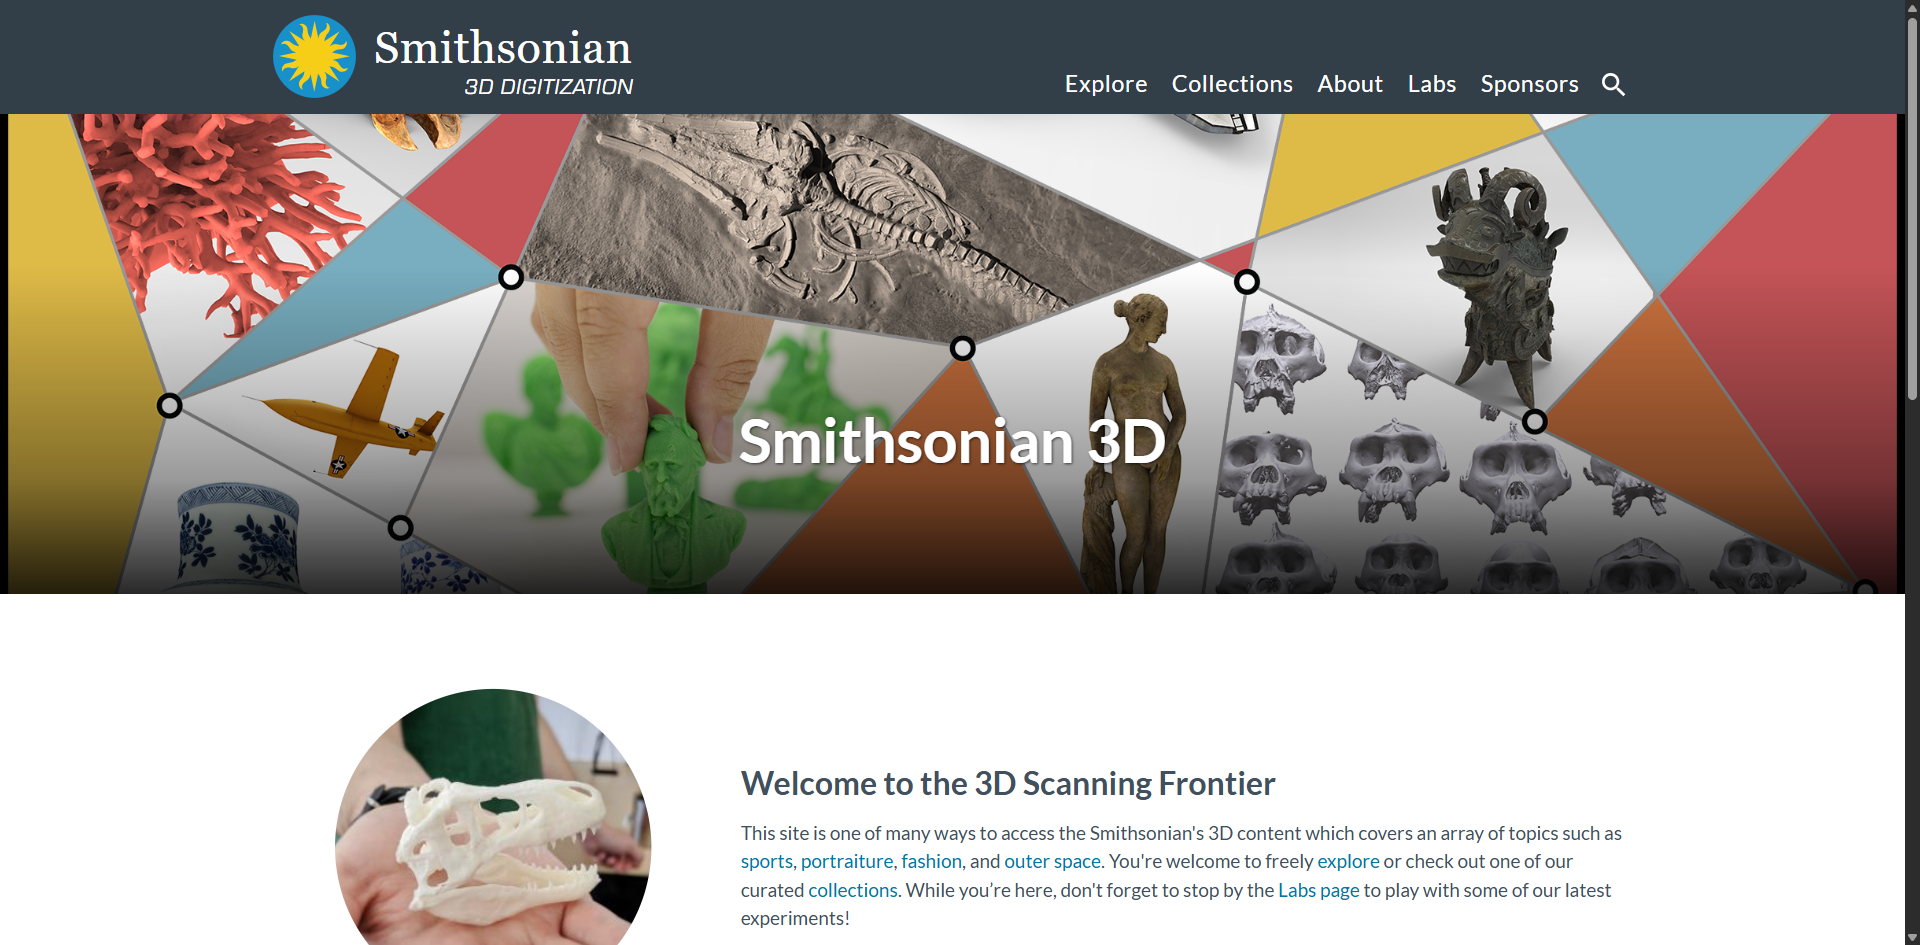 Smithsonian
3D DIGITIZATION
Explore Collections About Labs Sponsors
Smithsonian 3D
Welcome to the 3D Scanning Frontier
This site is one of many ways to access the Smithsonian's 3D content which covers an array of topics such as
sports, portraiture, fashion, and outer space. You're welcome to freely explore or check out one of our
curated collections. While you’re here, don't forget to stop by the Labs page to play with some of our latest
experiments!